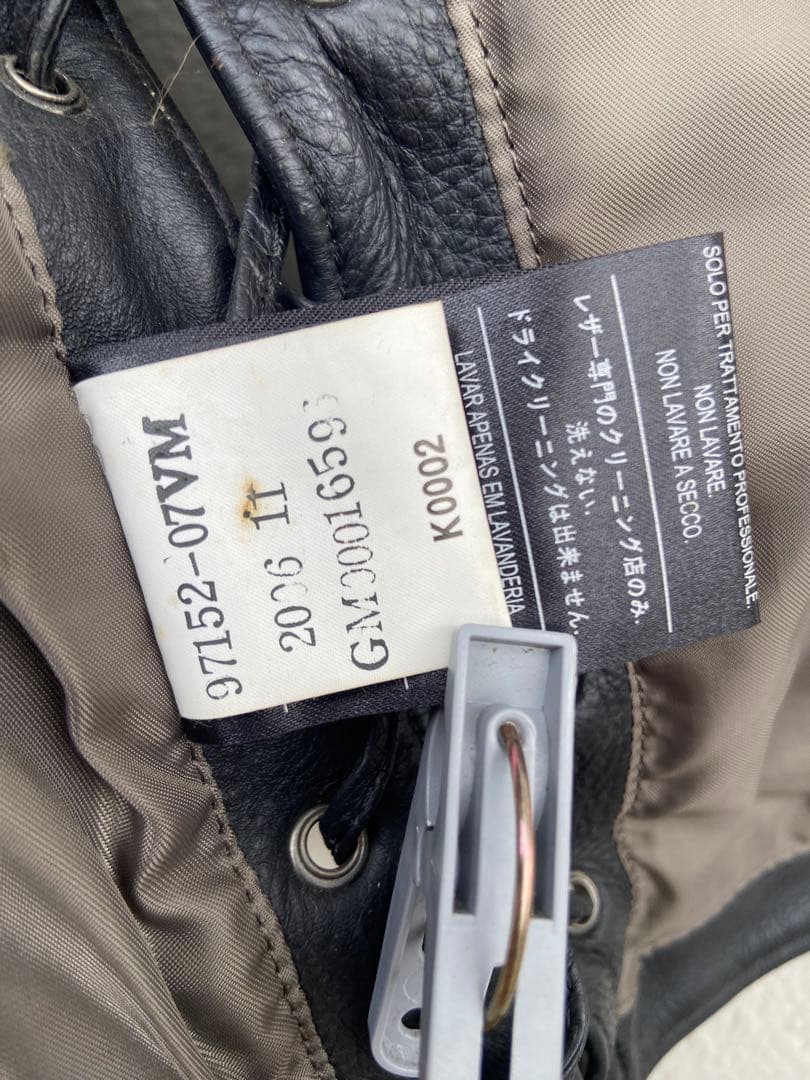 97152-07VM
2006 11
GM0001659
K0002
SOLO PER TRATTAMENTO PROFESSIONALE.
NON LAVARE.
NON LAVARE A SECCO.
レザー専門のクリーニング店のみ.
洗えない.
ドライクリーニングは出来ません.
LAVAR APENAS EM LAVANDERIA